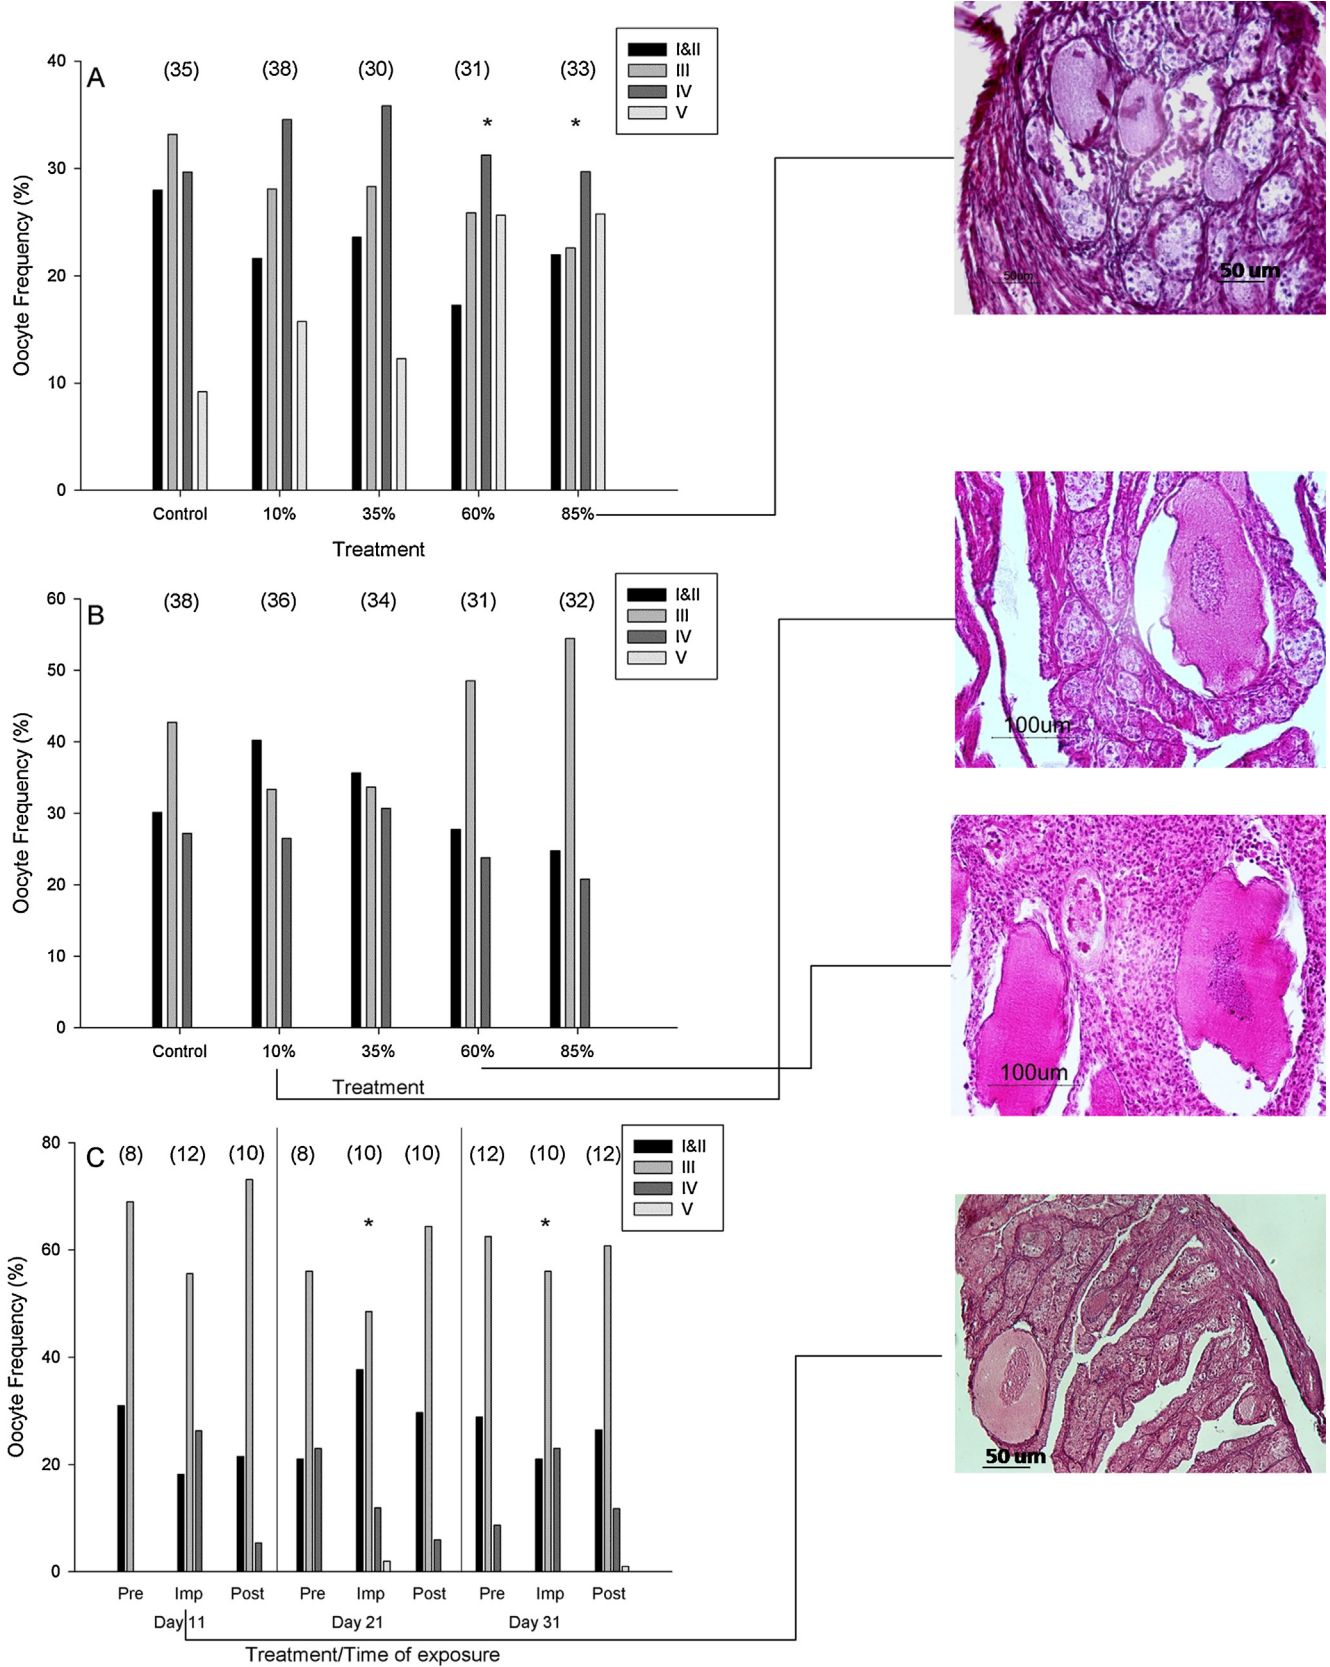 A
(35) (38) (30) (31) (33)
* *
I&II
III
IV
V
40
30
20
10
0
Oocyte Frequency (%)
Control 10% 35% 60% 85%
Treatment
50um
50 um
B
(38) (36) (34) (31) (32)
I&II
III
IV
V
60
50
40
30
20
10
0
Oocyte Frequency (%)
Control 10% 35% 60% 85%
Treatment
100um
100um
C
(8) (12) (10) (8) (10) (10) (12) (10) (12)
* *
I&II
III
IV
V
80
60
40
20
0
Oocyte Frequency (%)
Pre Imp Post Pre Imp Post Pre Imp Post
Day 11 Day 21 Day 31
Treatment/Time of exposure
50 um